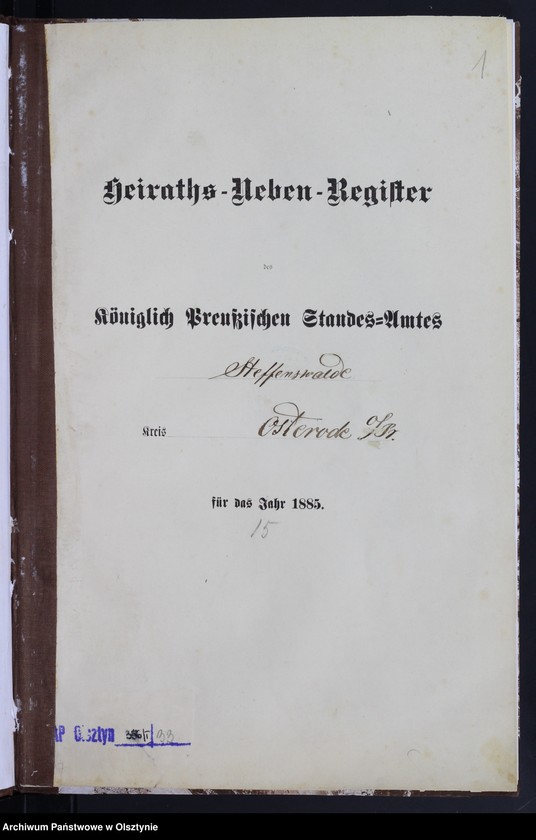 1
Heiraths-Neben-Register
des
Königlich Preußischen Standes-Amtes
Steffenswalde
Kreis Osterode o/Pr.
für das Jahr 1885.
15
AP Olsztyn 33
Archiwum Państwowe w Olsztynie